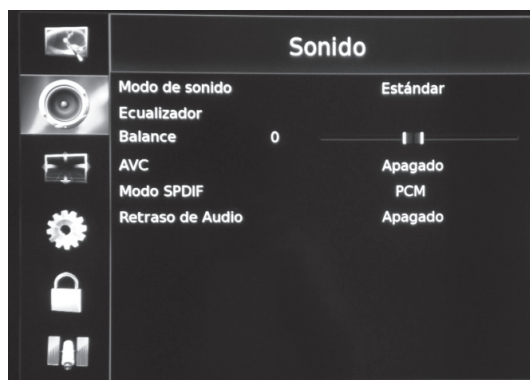 Sonido
Modo de sonido Estándar
Ecualizador
Balance 0
AVC Apagado
Modo SPDIF PCM
Retraso de Audio Apagado